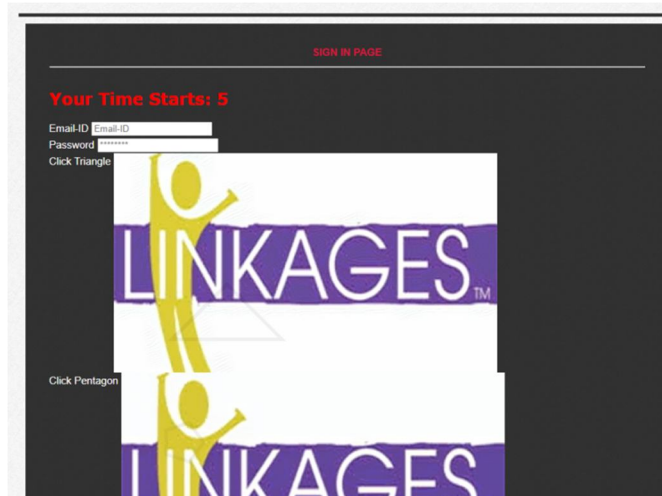 SIGN IN PAGE
Your Time Starts: 5
Email-ID Email-ID
Password ********
Click Triangle
LINKAGES TM
Click Pentagon
LINKAGES